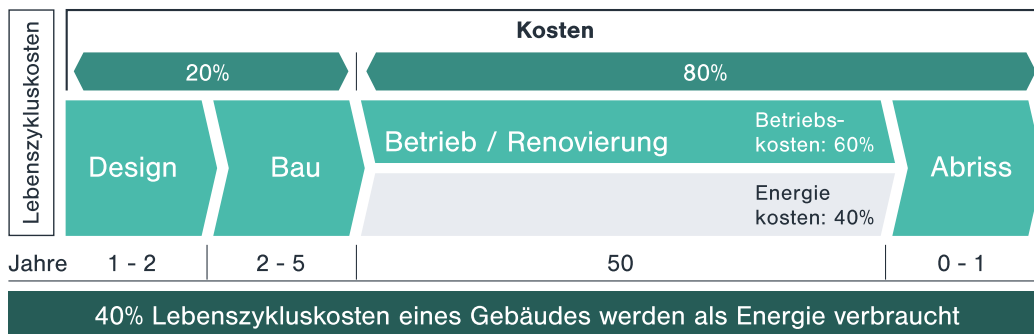 Lebenszykluskosten
Kosten
20%
80%
Design
Bau
Betrieb / Renovierung
Betriebs-
kosten: 60%
Energie
kosten: 40%
Abriss
Jahre
1 - 2
2 - 5
50
0 - 1
40% Lebenszykluskosten eines Gebäudes werden als Energie verbraucht